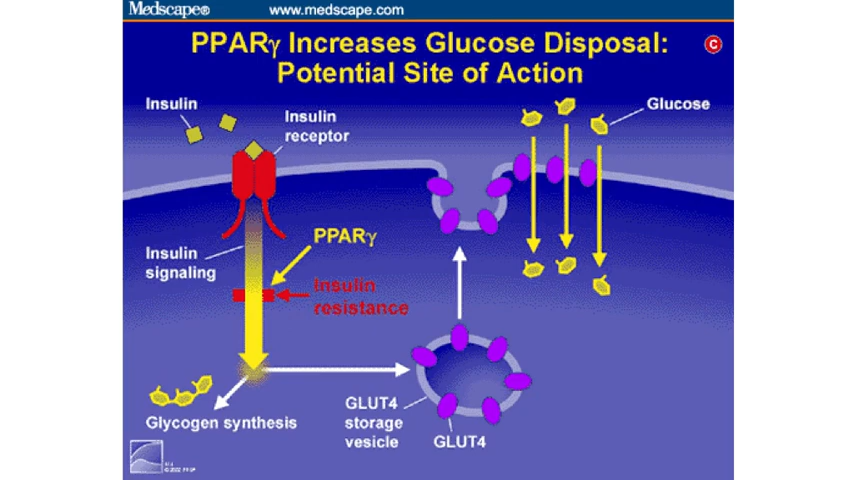 Medscape® www.medscape.com
PPARγ Increases Glucose Disposal:
Potential Site of Action
C
Insulin
Insulin
receptor
Glucose
PPARγ
Insulin
signaling
Insulin
resistance
Glycogen synthesis
GLUT4
storage
vesicle
GLUT4